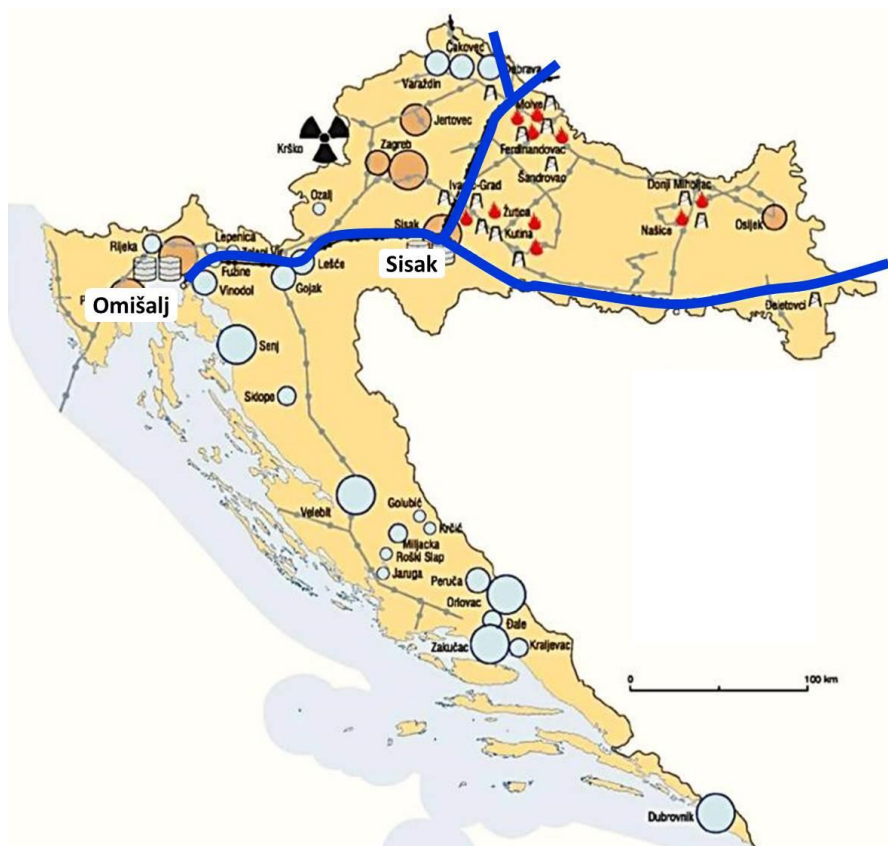 Čakovec
Dubrava
Varaždin
Molve
Jertovec
Krško
Zagreb
Ferdinandovac
Šandrovac
Ivanić-Grad
Donji Miholjac
Ozalj
Žutica
Osijek
Sisak
Kutina
Našice
Rijeka
Lepenica
Lešće
Sisak
Fužine
Omišalj
Vinodol
Gojak
Đeletovci
Senj
Sklope
100 km
0
Velebit
Golubić
Krčić
Miljacka
Roški Slap
Jaruga
Peruča
Orlovac
Đale
Zakučac
Kraljevac
Dubrovnik